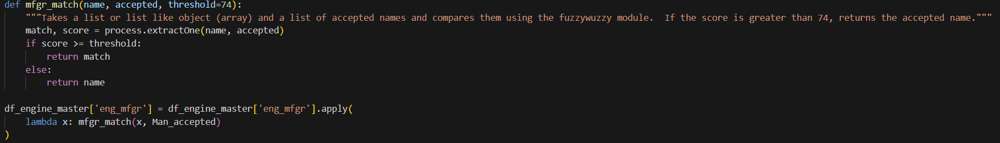 def mfgr_match(name, accepted, threshold=74):
    """Takes a list or list like object (array) and a list of accepted names and compares them using the fuzzywuzzy module.  If the score is greater than 74, returns the accepted name."""
    match, score = process.extractOne(name, accepted)
    if score >= threshold:
        return match
    else:
        return name

df_engine_master['eng_mfgr'] = df_engine_master['eng_mfgr'].apply(
    lambda x: mfgr_match(x, Man_accepted)
)